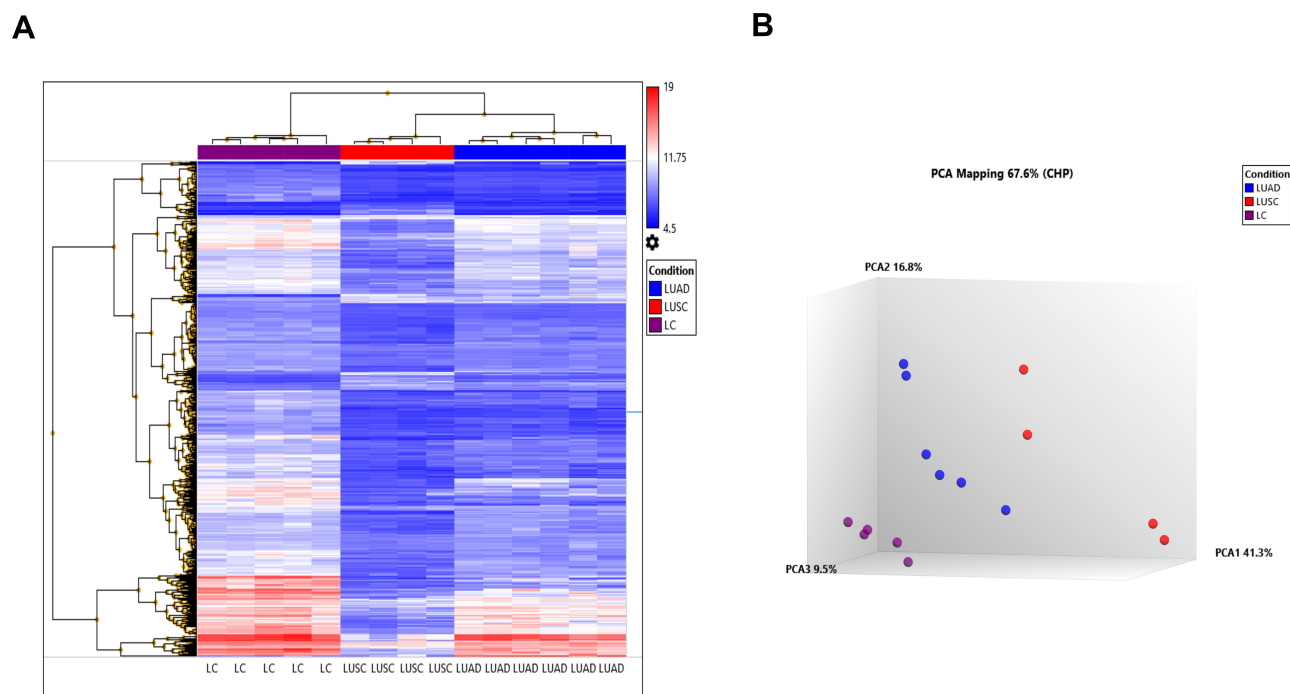 A
B
19
11.75
4.5
Condition
LUAD
LUSC
LC
LC LC LC LC LC LUSC LUSC LUSC LUSC LUAD LUAD LUAD LUAD LUAD LUAD
PCA Mapping 67.6% (CHP)
Condition
LUAD
LUSC
LC
PCA2 16.8%
PCA1 41.3%
PCA3 9.5%